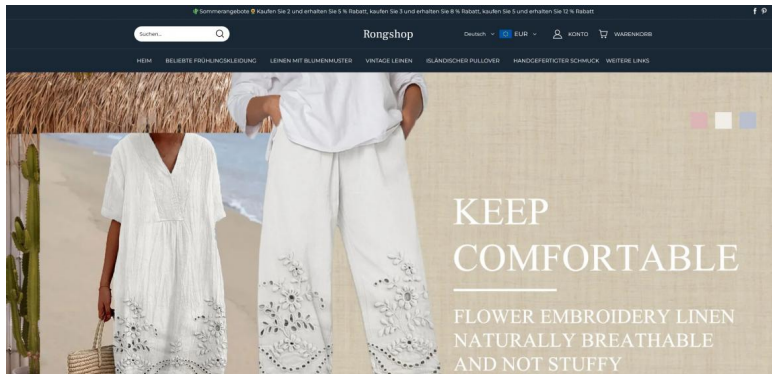 Sommerangebote Kaufen Sie 2 und erhalten Sie 5 % Rabatt, kaufen Sie 3 und erhalten Sie 8 % Rabatt, kaufen Sie 5 und erhalten Sie 12 % Rabatt
Suchen...
Rongshop
Deutsch
EUR
KONTO
WARENKORB
HEIM
BELIEBTE FRÜHLINGSKLEIDUNG
LEINEN MIT BLUMENMUSTER
VINTAGE LEINEN
ISLÄNDISCHER PULLOVER
HANDGEFERTIGTER SCHMUCK
WEITERE LINKS
KEEP
COMFORTABLE
FLOWER EMBROIDERY LINEN
NATURALLY BREATHABLE
AND NOT STUFFY